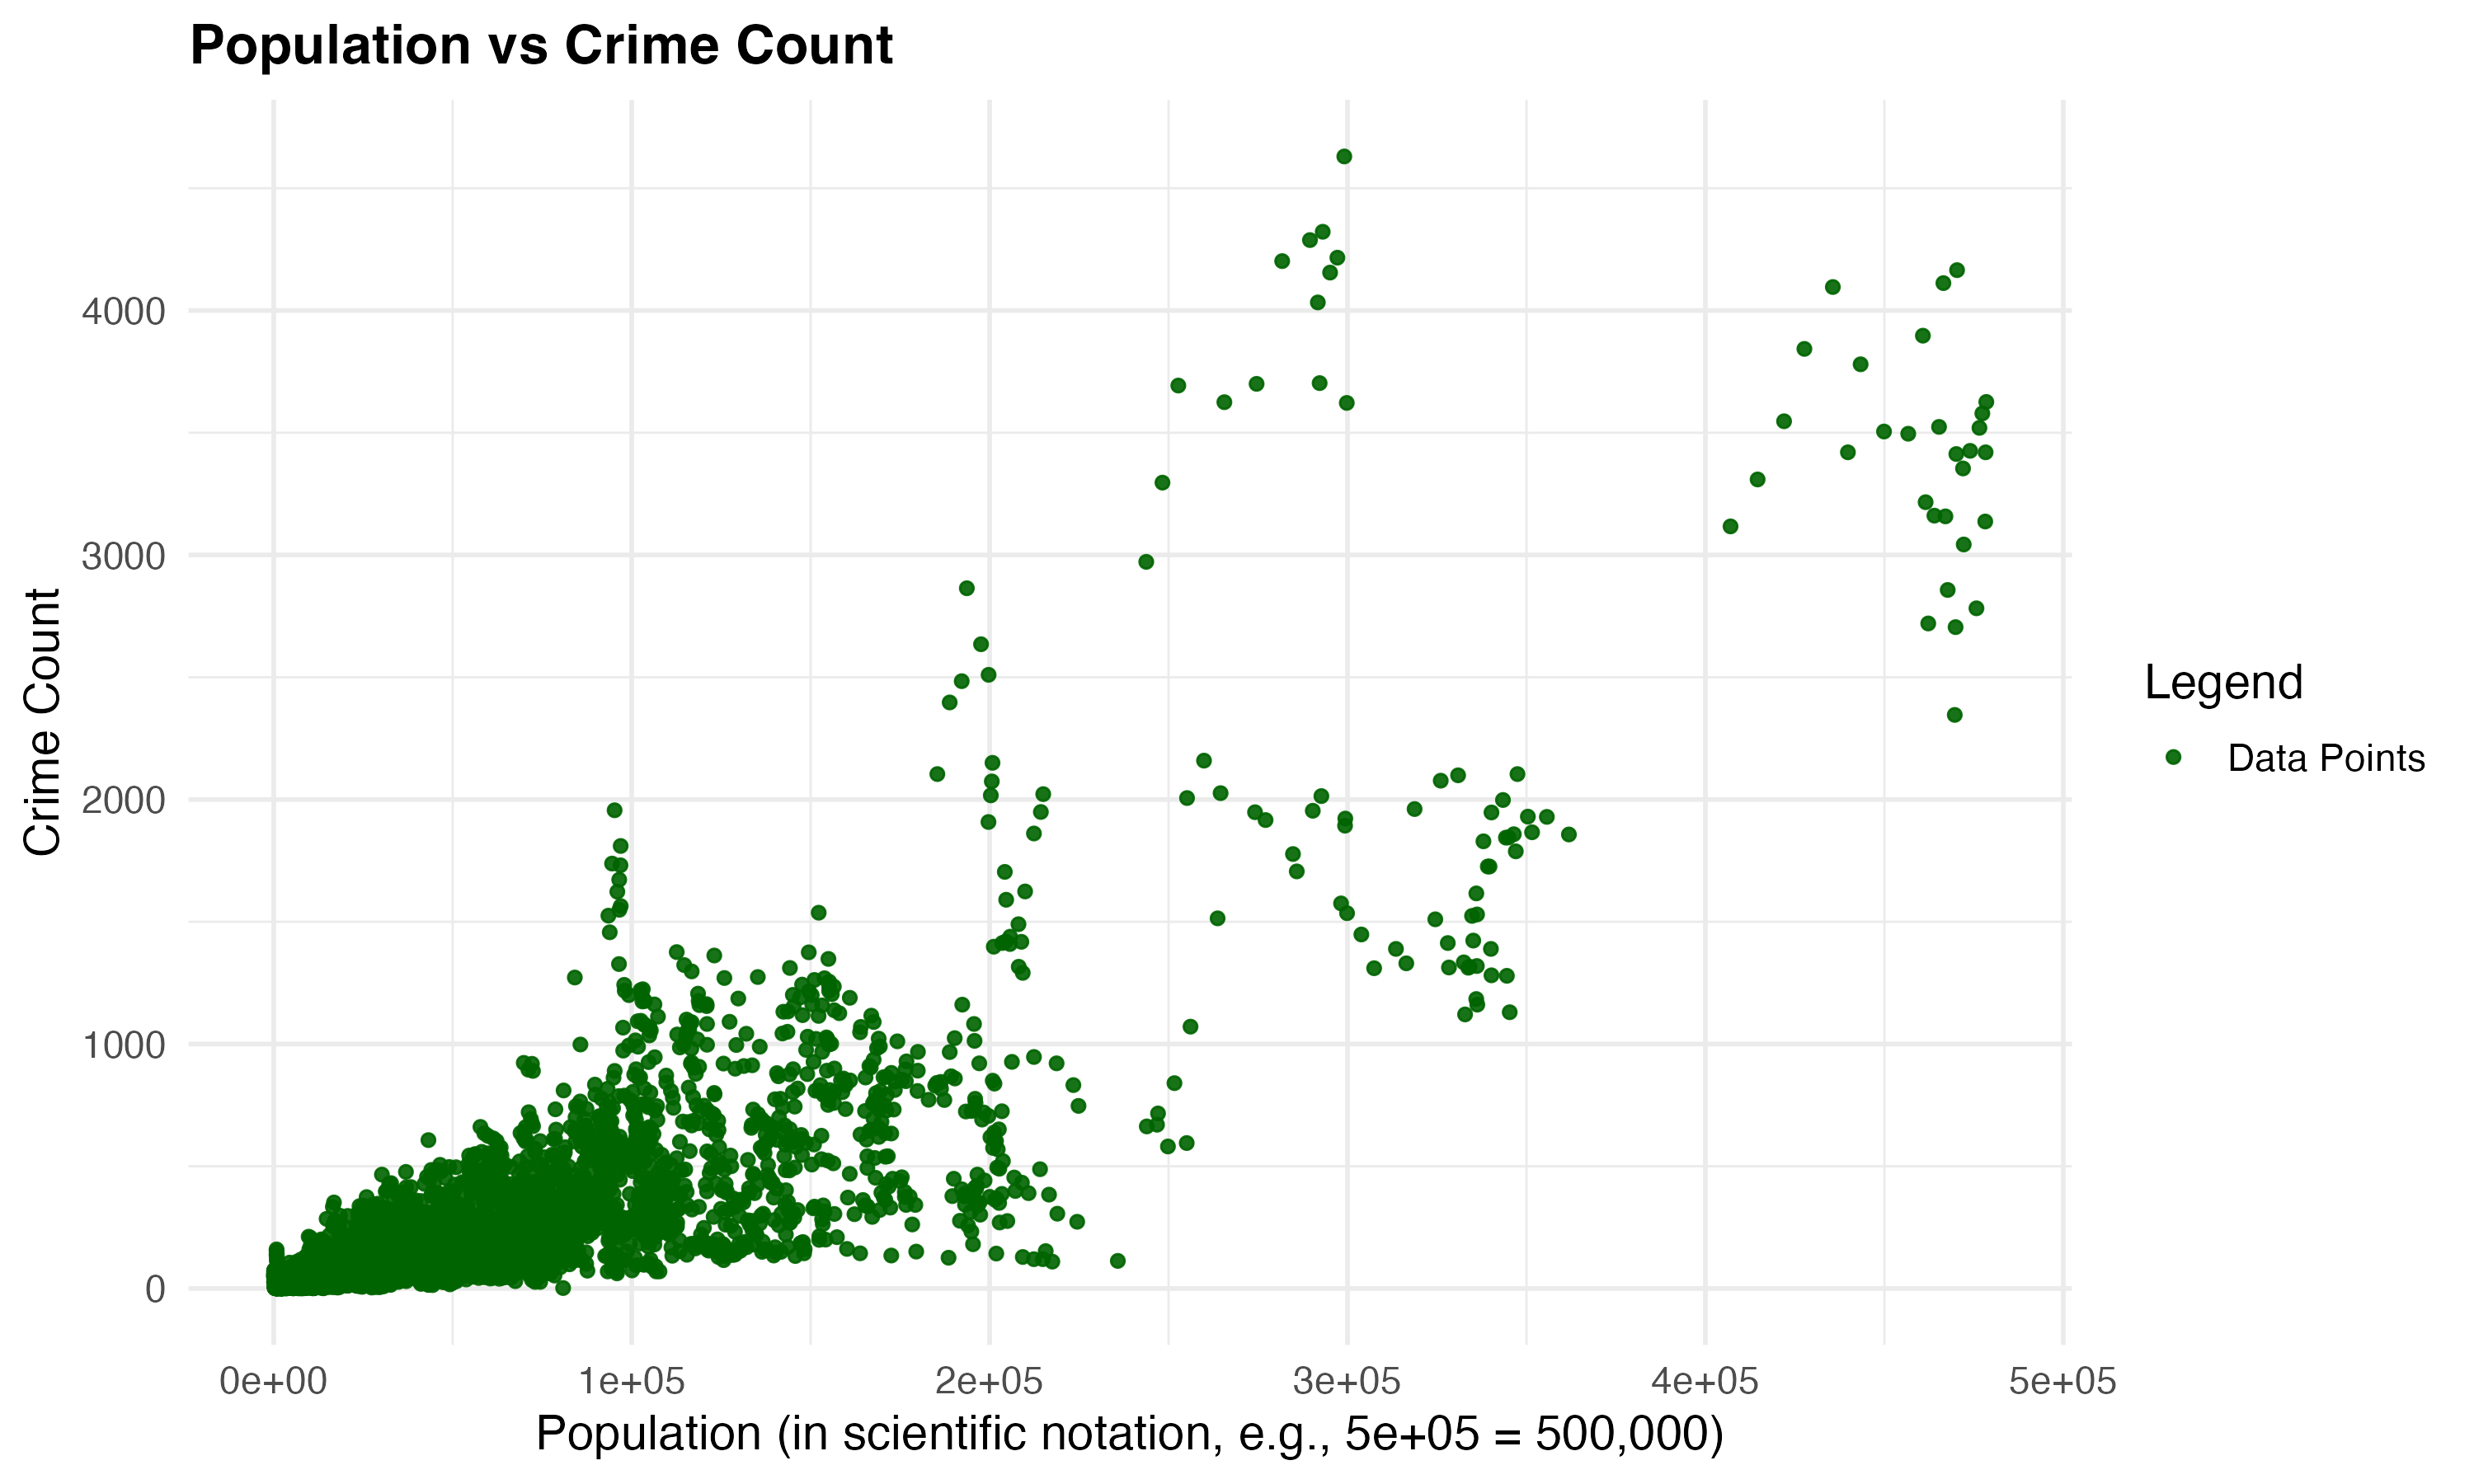 Population vs Crime Count
Crime Count
4000
3000
2000
1000
0
0e+00
1e+05
2e+05
3e+05
4e+05
5e+05
Population (in scientific notation, e.g., 5e+05 = 500,000)
Legend
Data Points